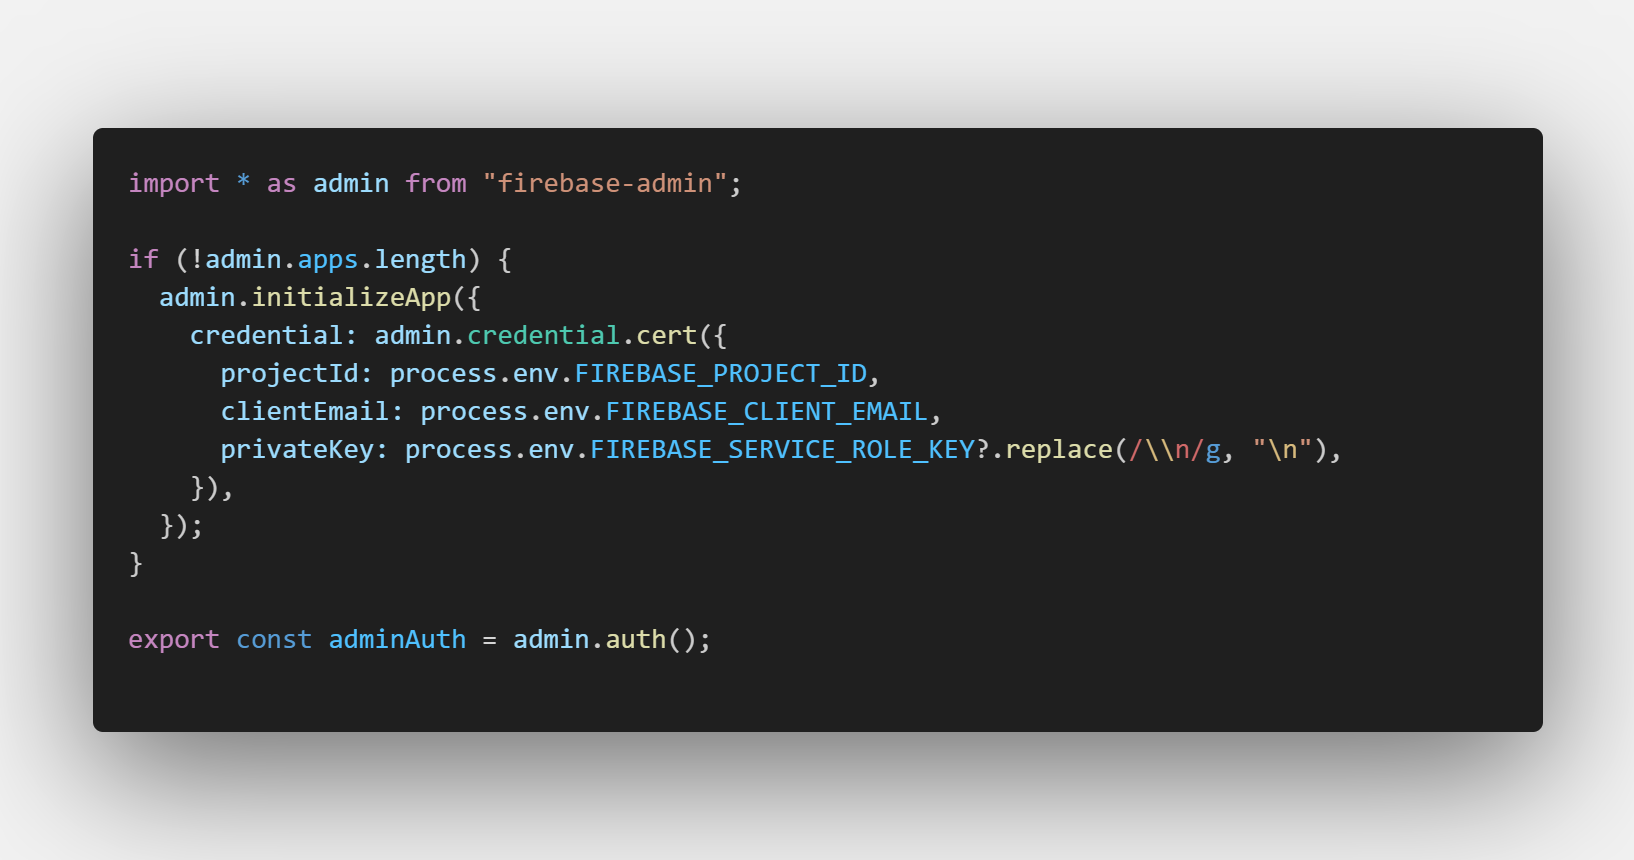 import * as admin from "firebase-admin";
if (!admin.apps.length) {
  admin.initializeApp({
    credential: admin.credential.cert({
      projectId: process.env.FIREBASE_PROJECT_ID,
      clientEmail: process.env.FIREBASE_CLIENT_EMAIL,
      privateKey: process.env.FIREBASE_SERVICE_ROLE_KEY?.replace(/\\n/g, "\n"),
    }),
  });
}
export const adminAuth = admin.auth();